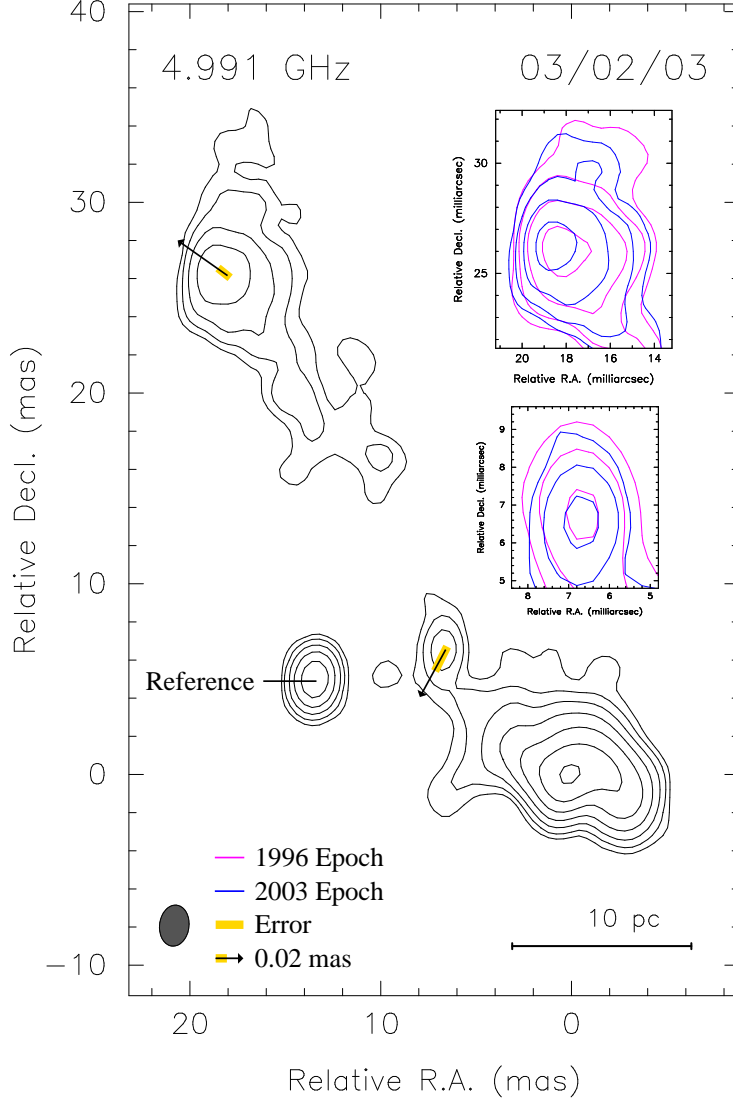 4.991 GHz
03/02/03
40
30
20
10
0
−10
Relative Decl. (mas)
20
10
0
Relative R.A. (mas)
Relative Decl. (milliarcsec)
30
25
20
18
16
14
Relative R.A. (milliarcsec)
Relative Decl. (milliarcsec)
9
8
7
6
5
8
7
6
5
Relative R.A. (milliarcsec)
Reference
1996 Epoch
2003 Epoch
Error
0.02 mas
10 pc